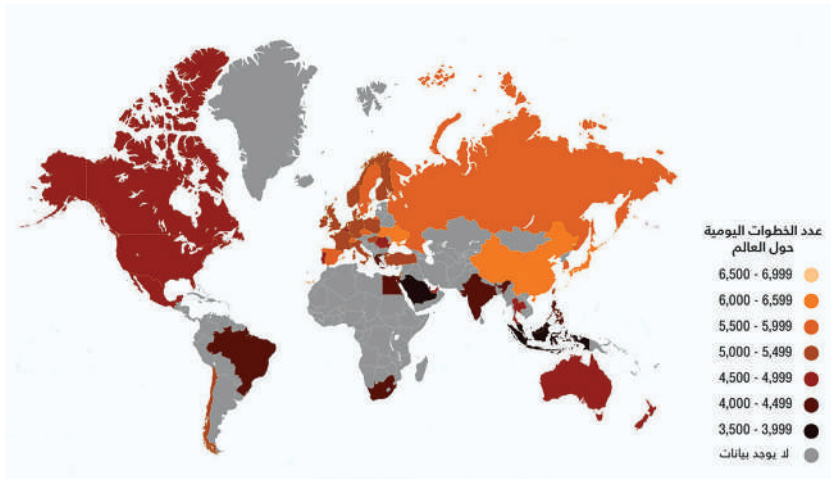 عدد الخطوات اليومية
حول العالم
6,500 - 6,999
6,000 - 6,599
5,500 - 5,999
5,000 - 5,499
4,500 - 4,999
4,000 - 4,499
3,500 - 3,999
لا يوجد بيانات